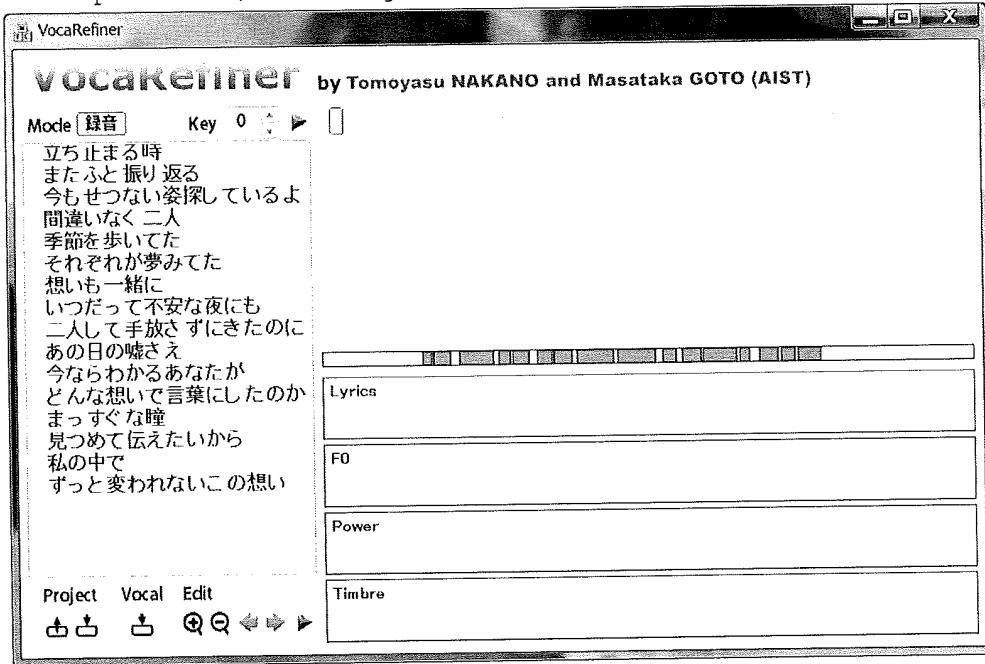 VocaRefiner
VocaRefiner by Tomoyasu NAKANO and Masataka GOTO (AIST)
Mode 録音 Key 0
立ち止まる時
またふと振り返る
今もせつない姿探しているよ
間違いなく二人
季節を歩いてた
それぞれが夢みてた
想いも一緒に
いつだって不安な夜にも
二人して手放さずにきたのに
あの日の嘘さえ
今ならわかるあなたが
どんな想いで言葉にしたのか
まっすぐな瞳
見つめて伝えたいから
私の中で
ずっと変われないこの想い
Lyrics
F0
Power
Timbre
Project Vocal Edit